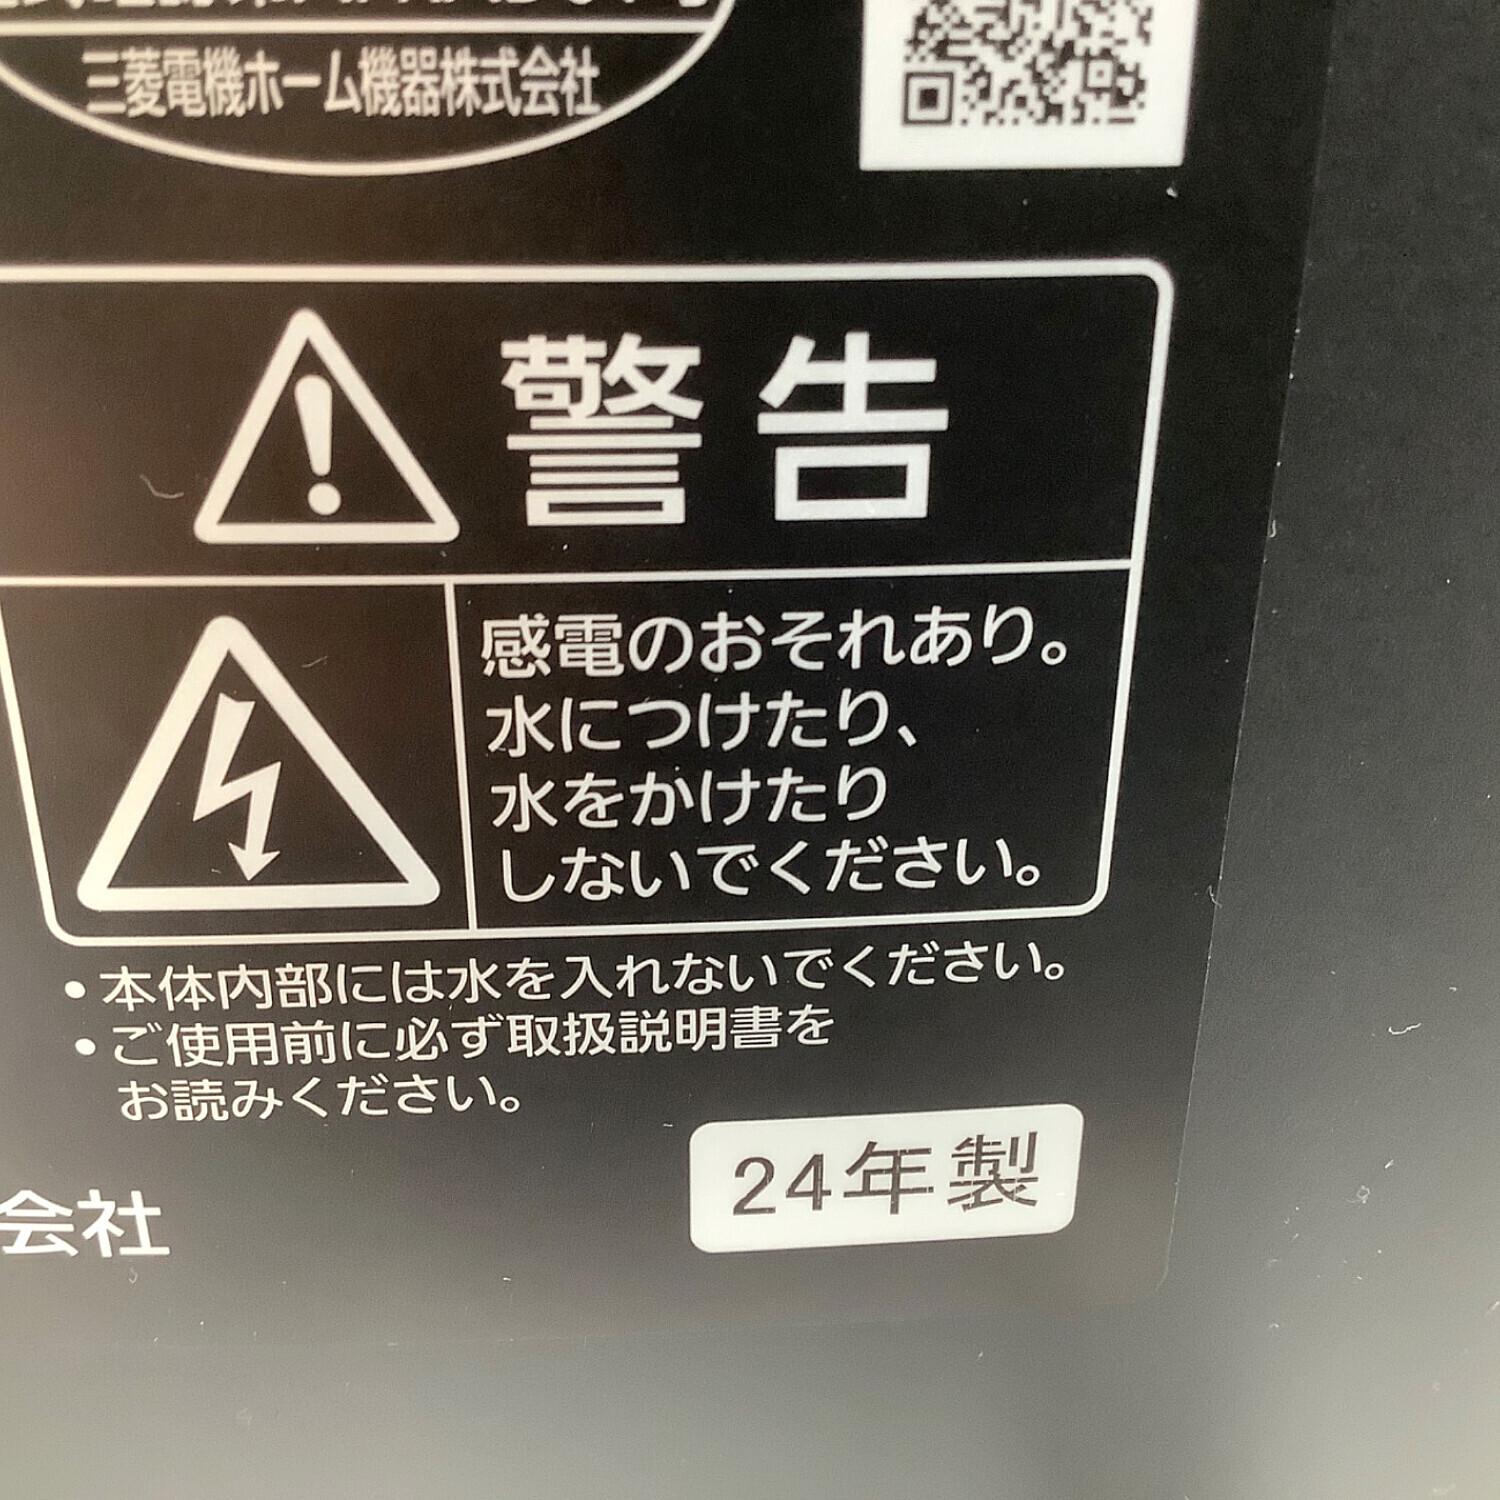 三菱電機ホーム機器株式会社
警告
感電のおそれあり。
水につけたり、
水をかけたり
しないでください。
・本体内部には水を入れないでください。
・ご使用前に必ず取扱説明書を
お読みください。
会社
24年製